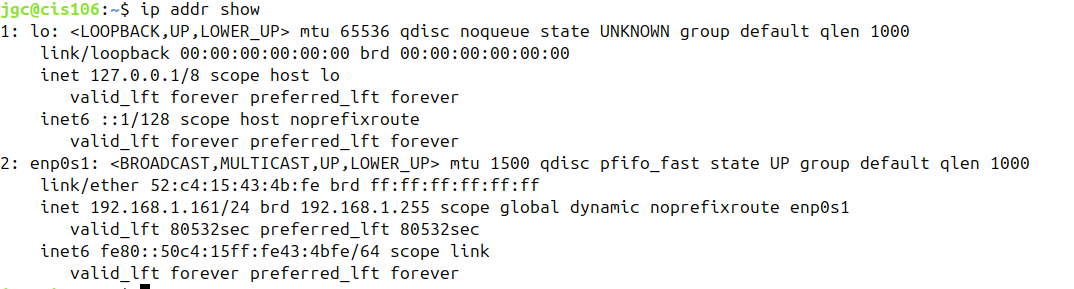 jgc@cis106:~$ ip addr show
1: lo: <LOOPBACK,UP,LOWER_UP> mtu 65536 qdisc noqueue state UNKNOWN group default qlen 1000
    link/loopback 00:00:00:00:00:00 brd 00:00:00:00:00:00
    inet 127.0.0.1/8 scope host lo
       valid_lft forever preferred_lft forever
    inet6 ::1/128 scope host noprefixroute
       valid_lft forever preferred_lft forever
2: enp0s1: <BROADCAST,MULTICAST,UP,LOWER_UP> mtu 1500 qdisc pfifo_fast state UP group default qlen 1000
    link/ether 52:c4:15:43:4b:fe brd ff:ff:ff:ff:ff:ff
    inet 192.168.1.161/24 brd 192.168.1.255 scope global dynamic noprefixroute enp0s1
       valid_lft 80532sec preferred_lft 80532sec
    inet6 fe80::50c4:15ff:fe43:4bfe/64 scope link
       valid_lft forever preferred_lft forever